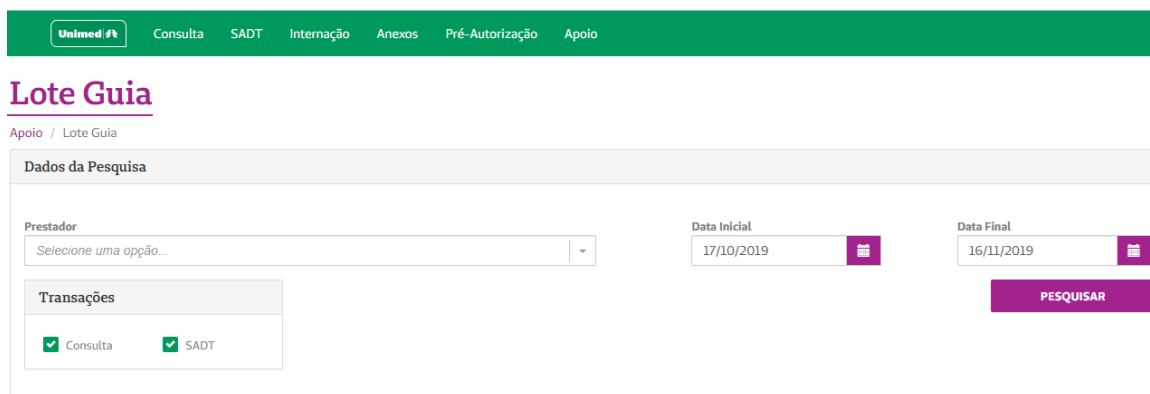 Unimed Consulta SADT Internação Anexos Pré-Autorização Apoio
Lote Guia
Apoio / Lote Guia
Dados da Pesquisa
Prestador Data Inicial Data Final
Selecione uma opção... 17/10/2019 16/11/2019
Transações PESQUISAR
Consulta SADT